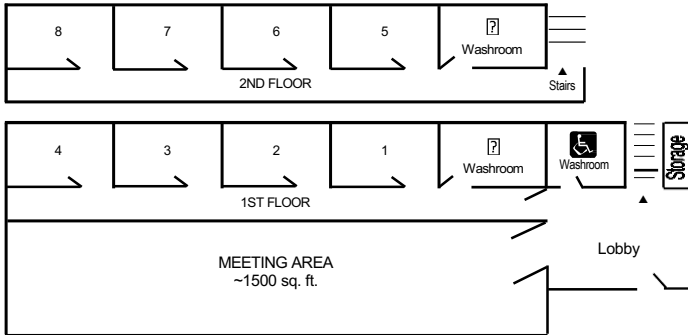 8 7 6 5
Washroom
2ND FLOOR
Stairs
4 3 2 1
Washroom
Washroom
Storage
1ST FLOOR
Lobby
MEETING AREA
~1500 sq. ft.